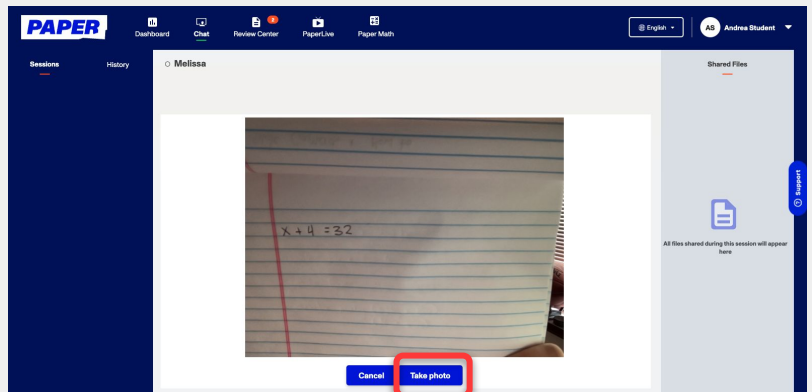 PAPER
Dashboard
Chat
2
Review Center
PaperLive
Paper Math
English
AS
Andrea Student
Sessions
History
Melissa
x + 4 = 32
Cancel
Take photo
Shared Files
All files shared during this session will appear
here
Support